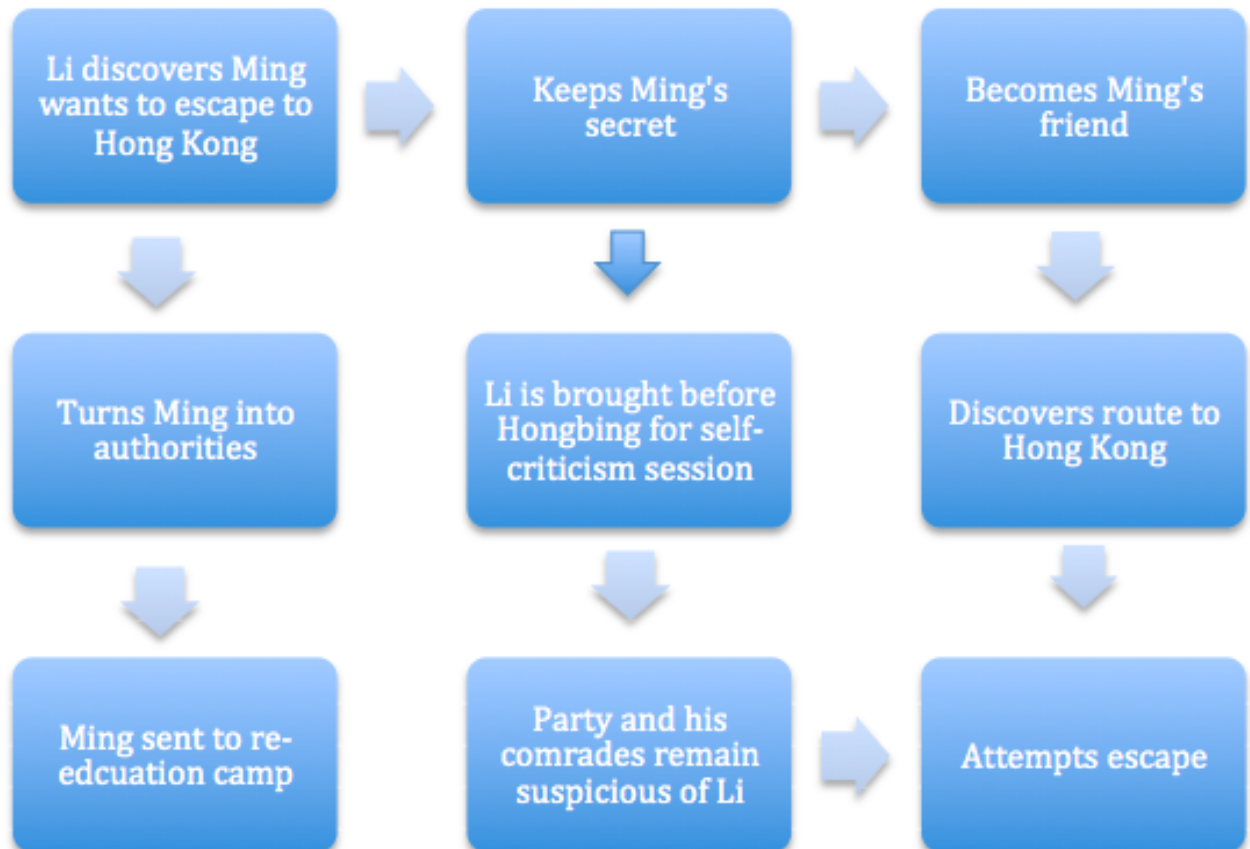 Li discovers Ming
wants to escape to
Hong Kong
Keeps Ming's
secret
Becomes Ming's
friend
Turns Ming into
authorities
Li is brought before
Hongbing for self-
criticism session
Discovers route to
Hong Kong
Ming sent to re-
edcuation camp
Party and his
comrades remain
suspicious of Li
Attempts escape